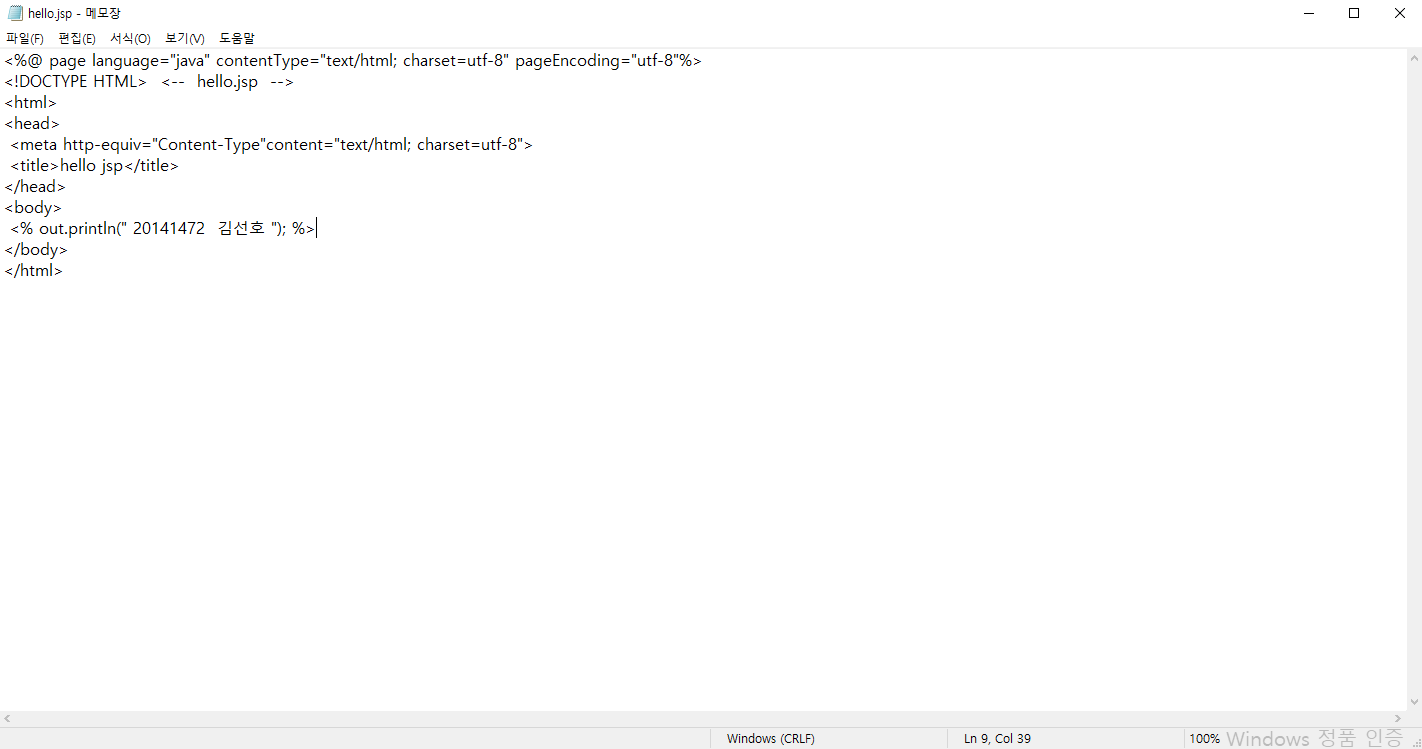 hello.jsp - 메모장
파일(F) 편집(E) 서식(O) 보기(V) 도움말
<%@ page language="java" contentType="text/html; charset=utf-8" pageEncoding="utf-8"%>
<!DOCTYPE HTML>  <--  hello.jsp  -->
<html>
<head>
 <meta http-equiv="Content-Type"content="text/html; charset=utf-8">
 <title>hello jsp</title>
</head>
<body>
 <% out.println(" 20141472  김선호 "); %>
</body>
</html>
Windows (CRLF) Ln 9, Col 39 100% Windows 정품 인증